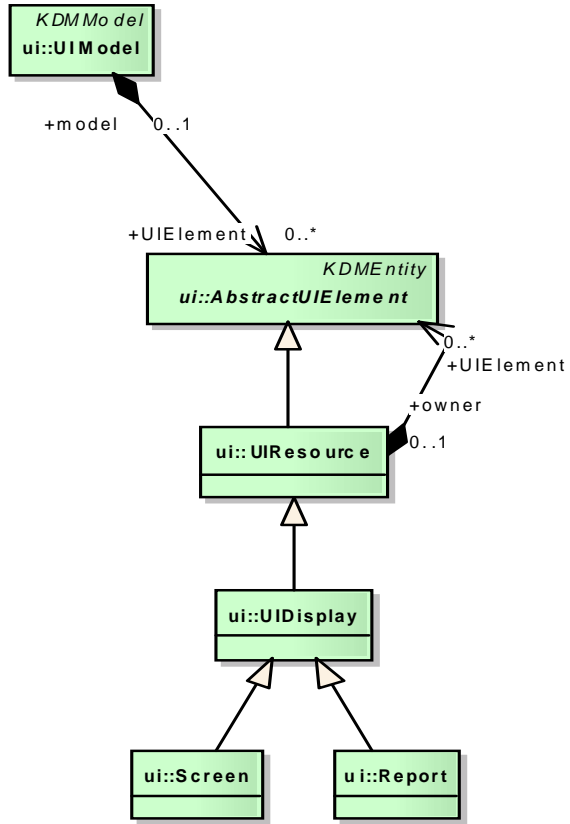 KDMModel
ui::UIModel
+model 0..1
+UIElement 0..*
KDMEntity
ui::AbstractUIElement
0..*
+UIElement
+owner
ui::UIResource
0..1
ui::UIDisplay
ui::Screen
ui::Report